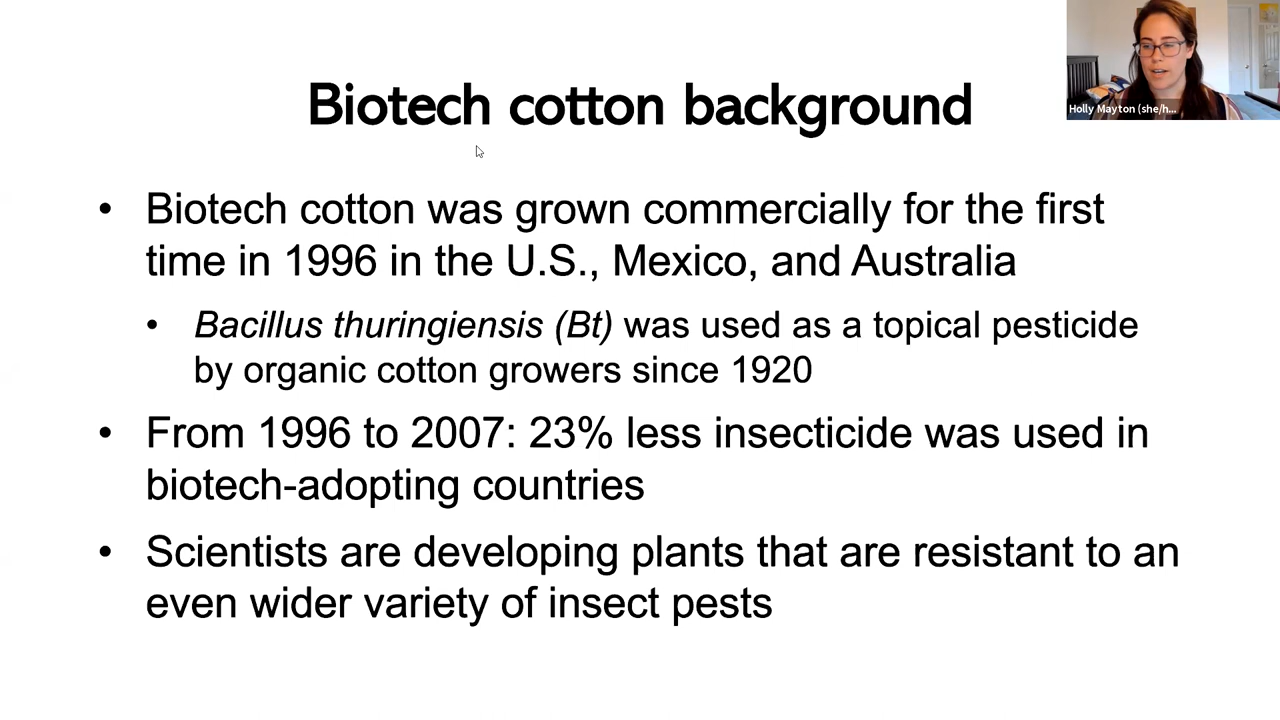 Biotech cotton background
Holly Mayton (she/h...
• Biotech cotton was grown commercially for the first
time in 1996 in the U.S., Mexico, and Australia
• Bacillus thuringiensis (Bt) was used as a topical pesticide
by organic cotton growers since 1920
• From 1996 to 2007: 23% less insecticide was used in
biotech-adopting countries
• Scientists are developing plants that are resistant to an
even wider variety of insect pests